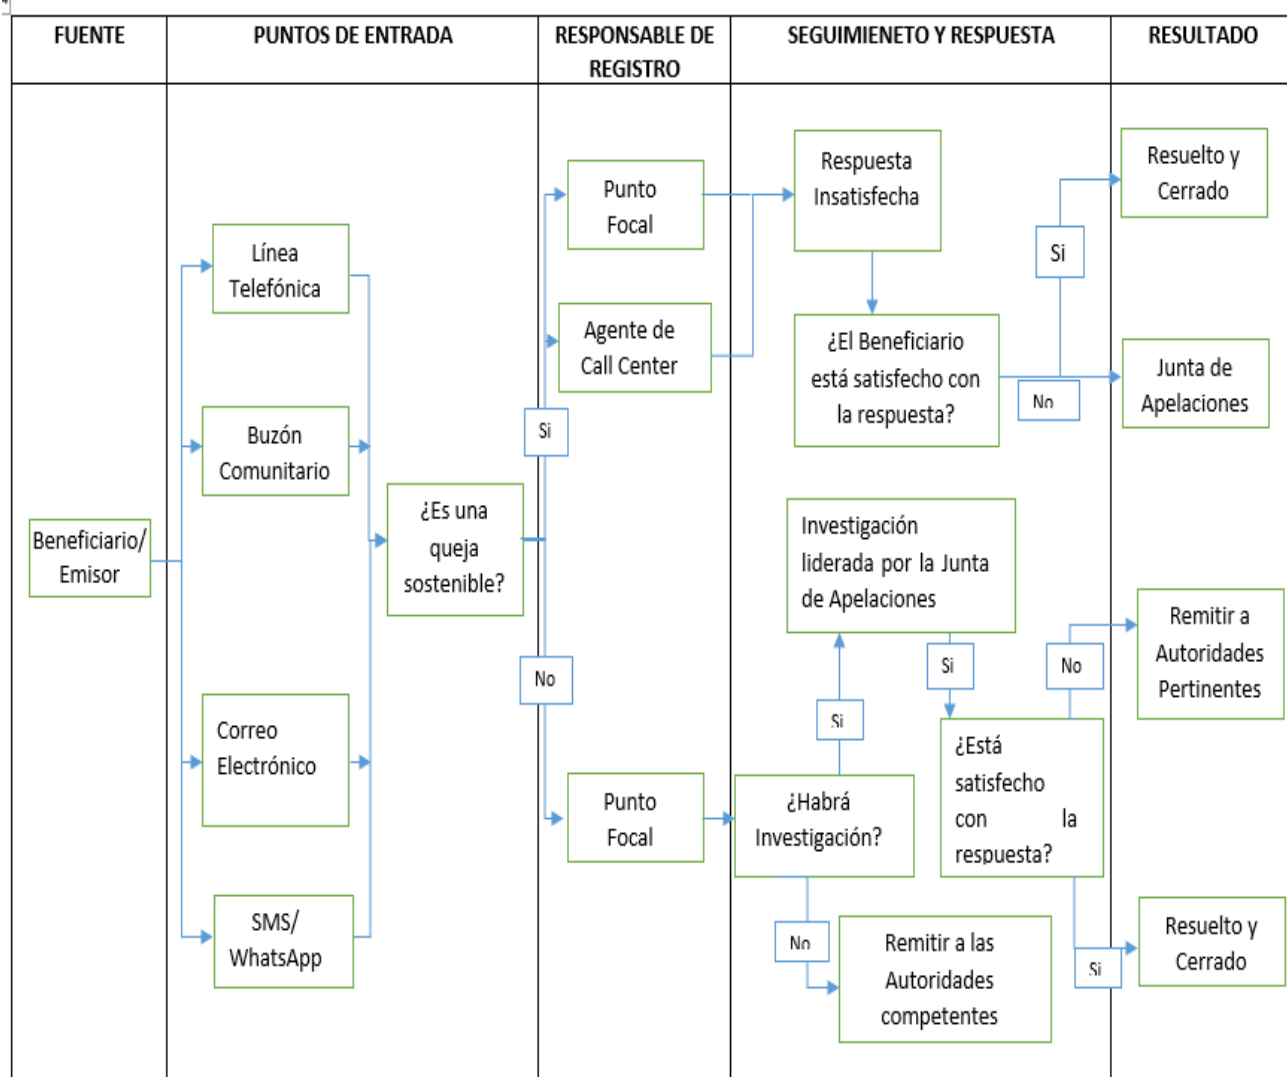 FUENTE
PUNTOS DE ENTRADA
RESPONSABLE DE
REGISTRO
SEGUIMIENETO Y RESPUESTA
RESULTADO
Beneficiario/
Emisor
Línea
Telefónica
Buzón
Comunitario
Correo
Electrónico
SMS/
WhatsApp
¿Es una
queja
sostenible?
Si
No
Punto
Focal
Agente de
Call Center
Punto
Focal
Respuesta
Insatisfecha
¿El Beneficiario
está satisfecho con
la respuesta?
Si
No
Investigación
liderada por la Junta
de Apelaciones
Si
Si
No
¿Habrá
Investigación?
¿Está
satisfecho
con la
respuesta?
No
Remitir a las
Autoridades
competentes
Si
Resuelto y
Cerrado
Junta de
Apelaciones
Remitir a
Autoridades
Pertinentes
Resuelto y
Cerrado